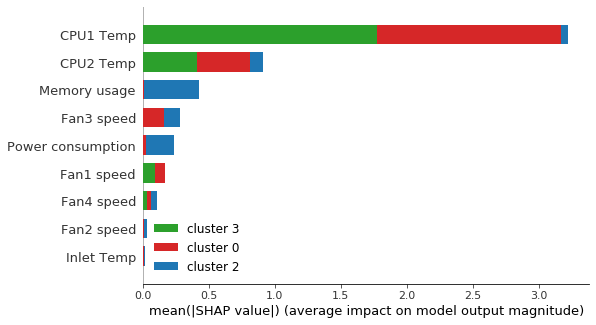 CPU1 Temp
CPU2 Temp
Memory usage
Fan3 speed
Power consumption
Fan1 speed
Fan4 speed
Fan2 speed
Inlet Temp
cluster 3
cluster 0
cluster 2
0.0 0.5 1.0 1.5 2.0 2.5 3.0
mean(|SHAP value|) (average impact on model output magnitude)